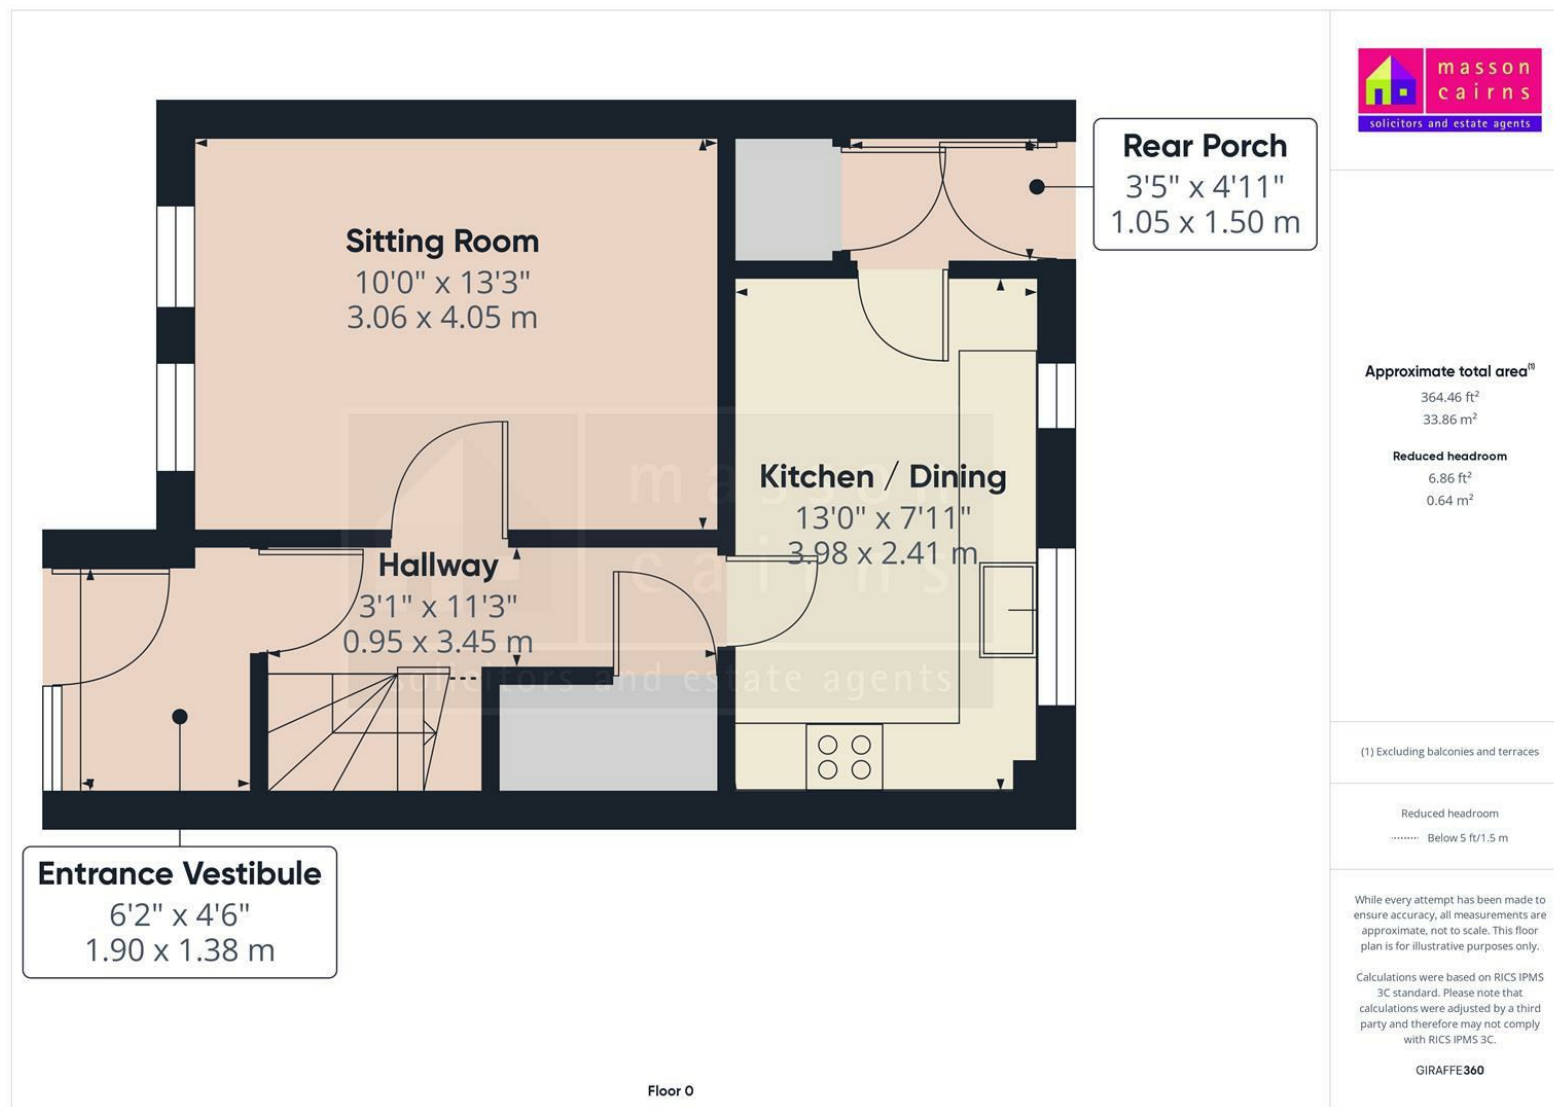 masson
cairns
solicitors and estate agents
Rear Porch
3'5" x 4'11"
1.05 x 1.50 m
Sitting Room
10'0" x 13'3"
3.06 x 4.05 m
Kitchen / Dining
13'0" x 7'11"
3.98 x 2.41 m
Hallway
3'1" x 11'3"
0.95 x 3.45 m
masson
cairns
solicitors and estate agents
Entrance Vestibule
6'2" x 4'6"
1.90 x 1.38 m
Floor 0
Approximate total area(1)
364.46 ft²
33.86 m²
Reduced headroom
6.86 ft²
0.64 m²
(1) Excluding balconies and terraces
Reduced headroom
Below 5 ft/1.5 m
While every attempt has been made to
ensure accuracy, all measurements are
approximate, not to scale. This floor
plan is for illustrative purposes only.
Calculations were based on RICS IPMS
3C standard. Please note that
calculations were adjusted by a third
party and therefore may not comply
with RICS IPMS 3C.
GIRAFFE360